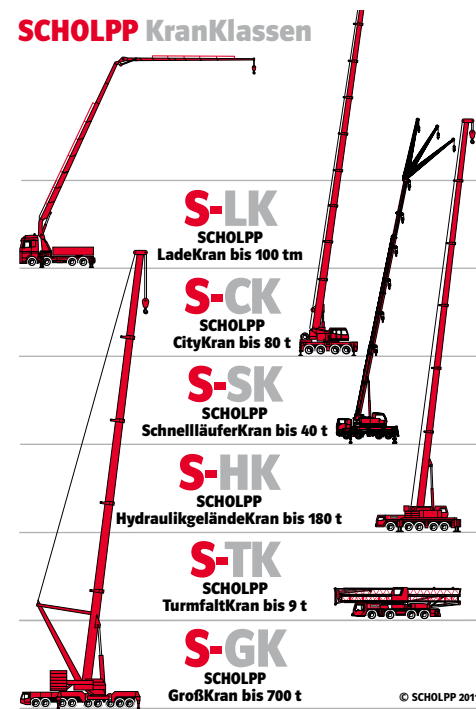 SCHOLPP KranKlassen
S-LK
SCHOLPP
LadeKran bis 100 tm
S-CK
SCHOLPP
CityKran bis 80 t
S-SK
SCHOLPP
SchnellläuferKran bis 40 t
S-HK
SCHOLPP
HydraulikgeländeKran bis 180 t
S-TK
SCHOLPP
TurmfaltKran bis 9 t
S-GK
SCHOLPP
GroßKran bis 700 t
© SCHOLPP